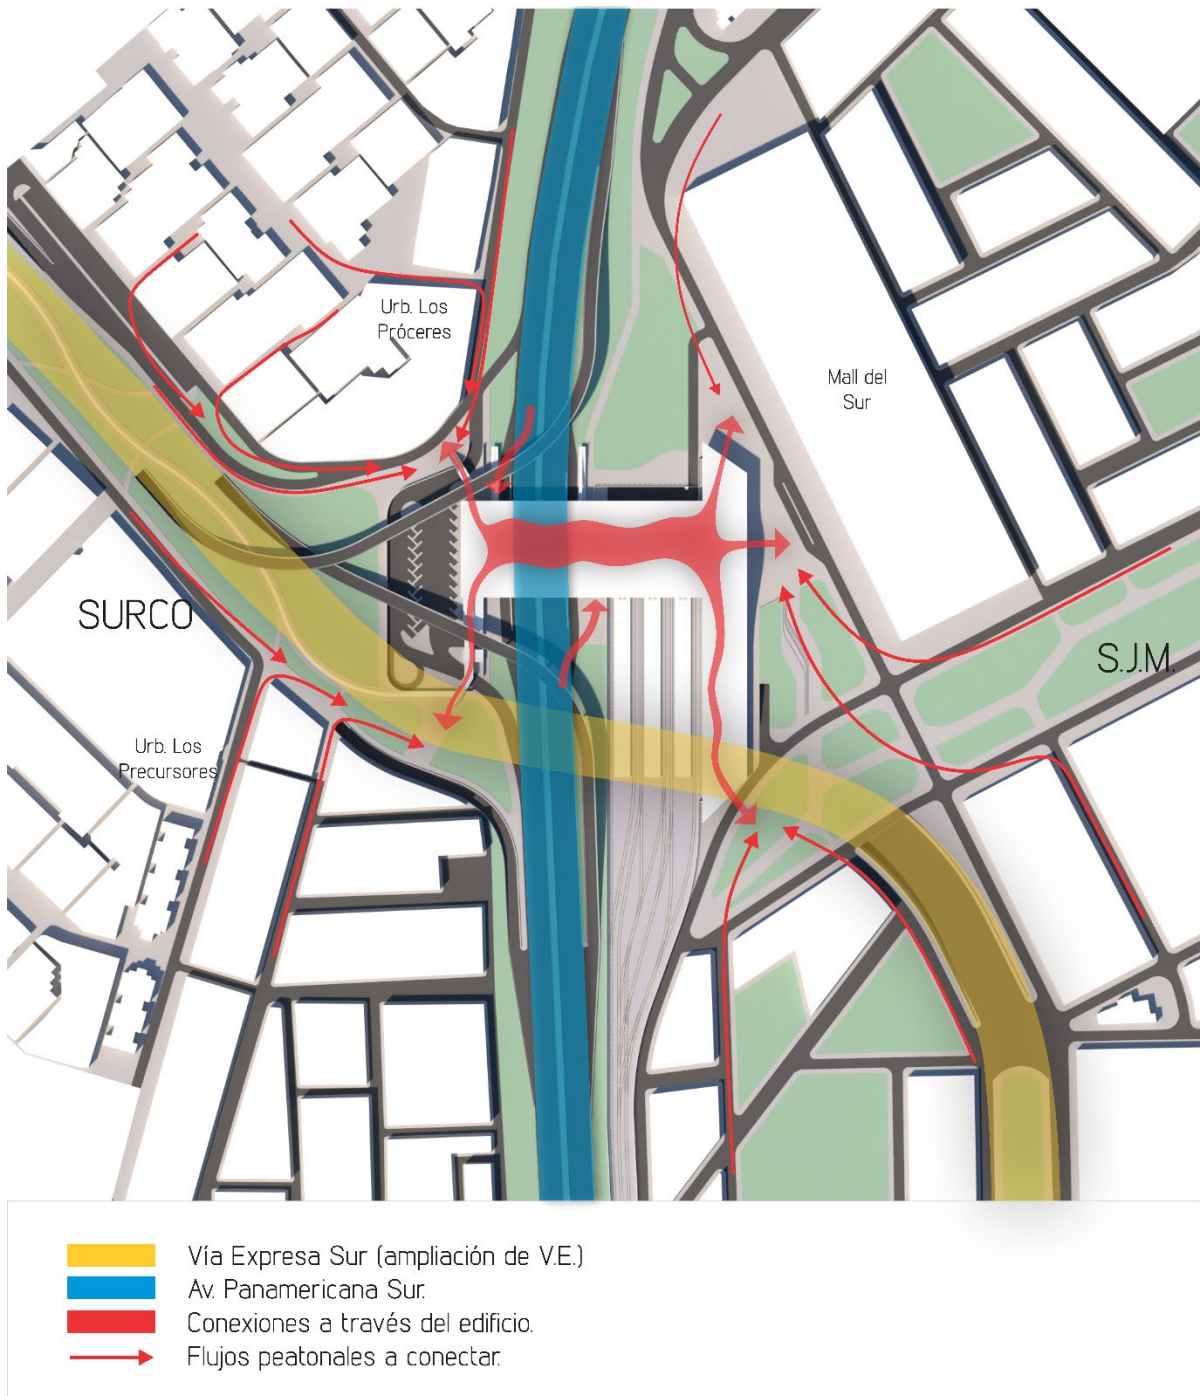 Urb. Los
Próceres
Mall del
Sur
SURCO
S.J.M.
Urb. Los
Precursores
Vía Expresa Sur (ampliación de V.E.)
Av. Panamericana Sur.
Conexiones a través del edificio.
Flujos peatonales a conectar.